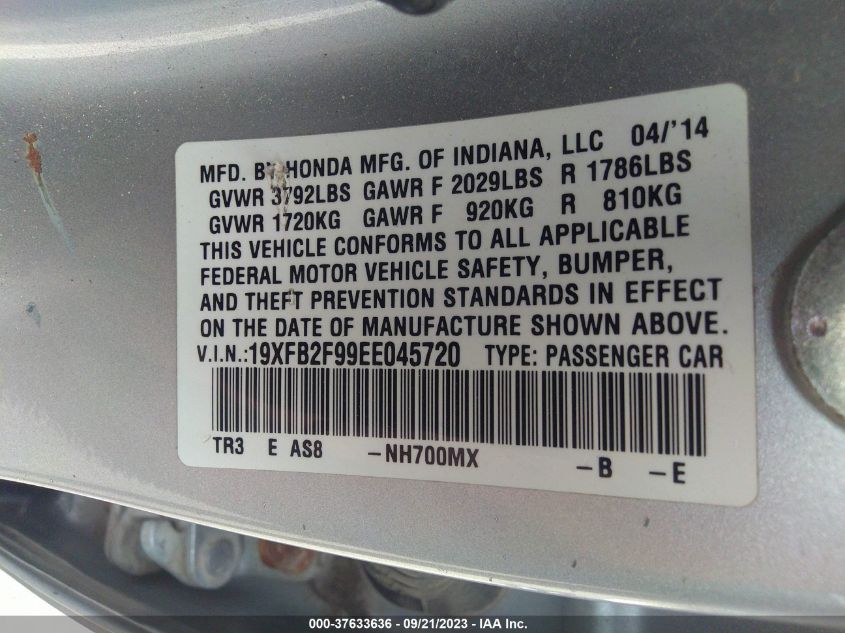 MFD. BY HONDA MFG. OF INDIANA, LLC 04/'14
GVWR 3792LBS GAWR F 2029LBS R 1786LBS
GVWR 1720KG GAWR F 920KG R 810KG
THIS VEHICLE CONFORMS TO ALL APPLICABLE
FEDERAL MOTOR VEHICLE SAFETY, BUMPER,
AND THEFT PREVENTION STANDARDS IN EFFECT
ON THE DATE OF MANUFACTURE SHOWN ABOVE.
V.I.N.:19XFB2F99EE045720 TYPE: PASSENGER CAR
TR3 E AS8 -NH700MX -B -E
000-37633636 - 09/21/2023 - IAA Inc.